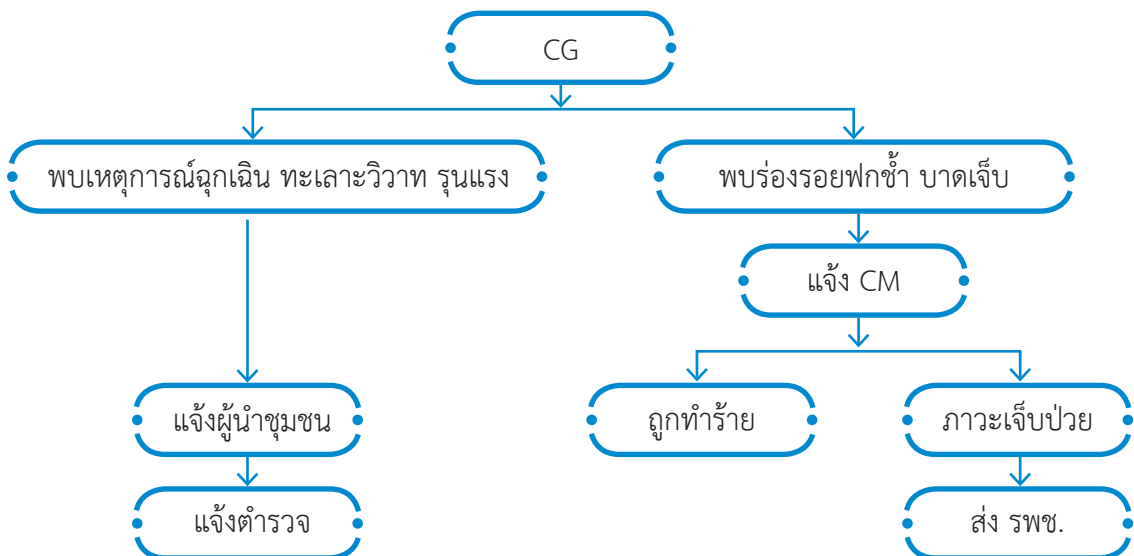 CG
พบเหตุการณ์ฉุกเฉิน ทะเลาะวิวาท รุนแรง
พบร่องรอยฟกช้ำ บาดเจ็บ
แจ้ง CM
แจ้งผู้นำชุมชน
ถูกทำร้าย
ภาวะเจ็บป่วย
แจ้งตำรวจ
ส่ง รพช.